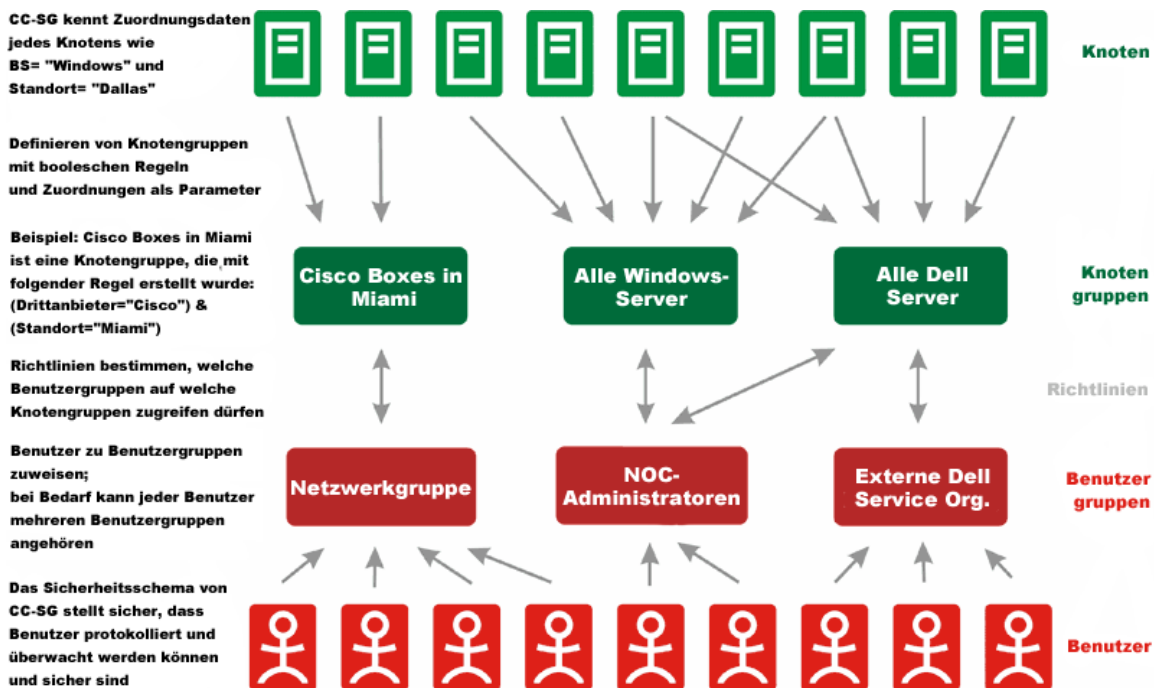 CC-SG kennt Zuordnungsdaten
jedes Knotens wie
BS= "Windows" und
Standort= "Dallas"
Knoten
Definieren von Knotengruppen
mit booleschen Regeln
und Zuordnungen als Parameter
Beispiel: Cisco Boxes in Miami
ist eine Knotengruppe, die mit
folgender Regel erstellt wurde:
(Drittanbieter="Cisco") &
(Standort="Miami")
Cisco Boxes in
Miami
Alle Windows-
Server
Alle Dell
Server
Knoten
gruppen
Richtlinien bestimmen, welche
Benutzergruppen auf welche
Knotengruppen zugreifen dürfen
Richtlinien
Benutzer zu Benutzergruppen
zuweisen;
bei Bedarf kann jeder Benutzer
mehreren Benutzergruppen
angehören
Netzwerkgruppe
NOC-
Administratoren
Externe Dell
Service Org.
Benutzer
gruppen
Das Sicherheitsschema von
CC-SG stellt sicher, dass
Benutzer protokolliert und
überwacht werden können
und sicher sind
Benutzer